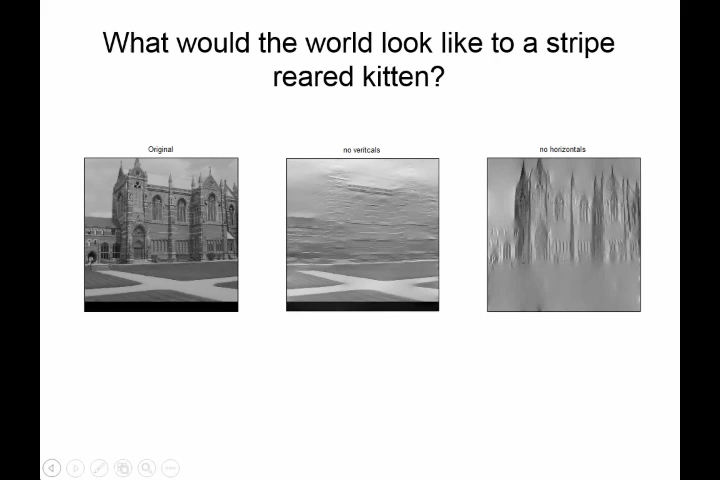 What would the world look like to a stripe
reared kitten?
Original
no veritcals
no horizontals